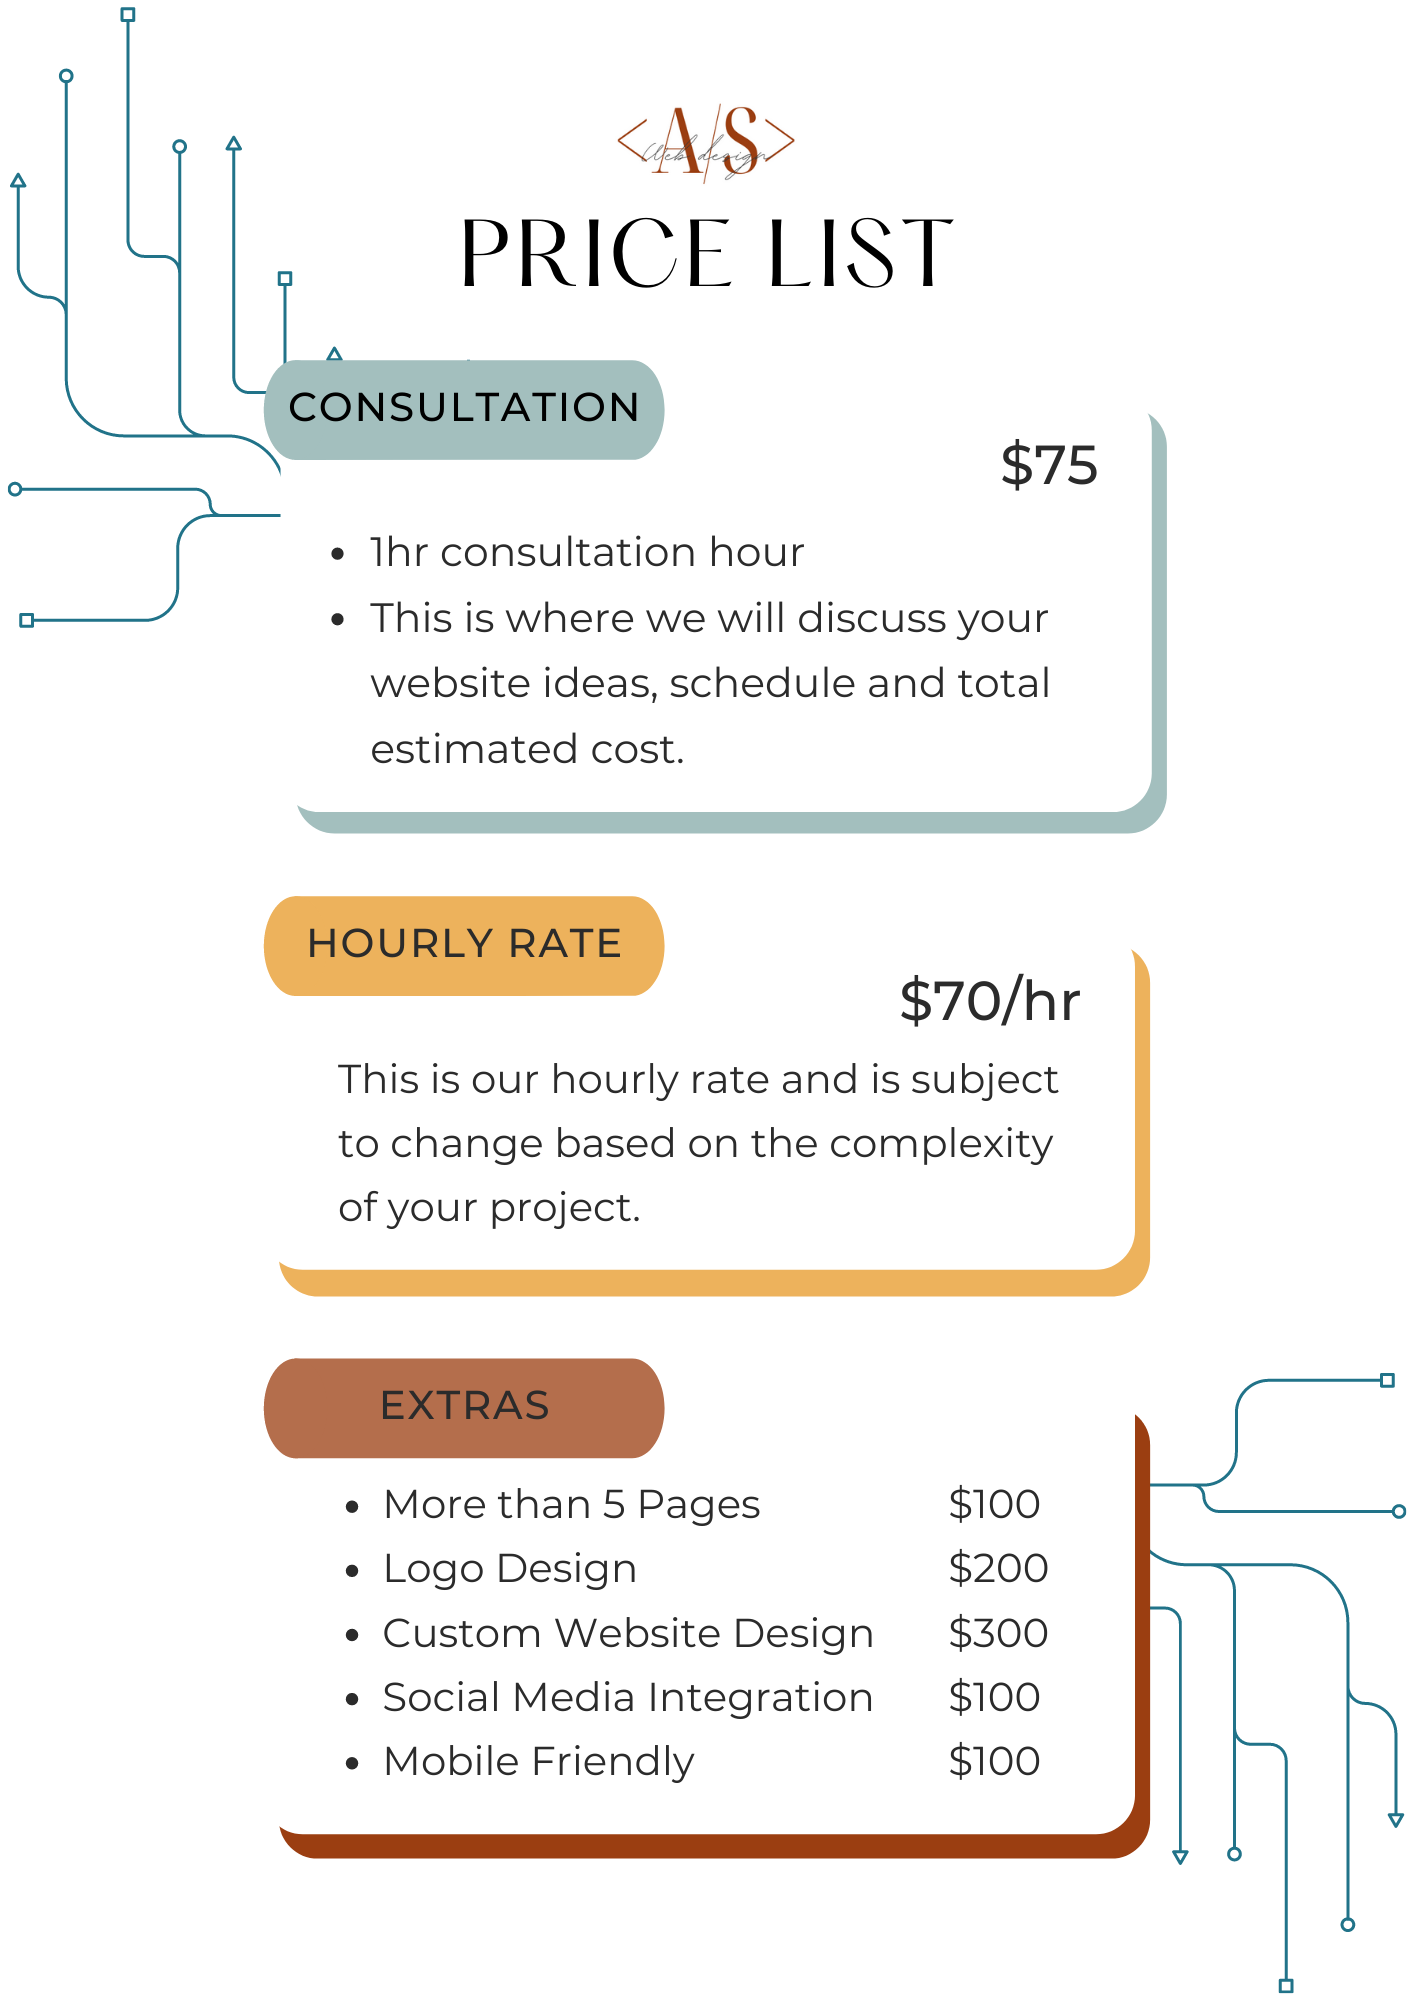 <A/S>
Web design
PRICE LIST
CONSULTATION
$75
• 1hr consultation hour
• This is where we will discuss your
website ideas, schedule and total
estimated cost.
HOURLY RATE
$70/hr
This is our hourly rate and is subject
to change based on the complexity
of your project.
EXTRAS
• More than 5 Pages $100
• Logo Design $200
• Custom Website Design $300
• Social Media Integration $100
• Mobile Friendly $100